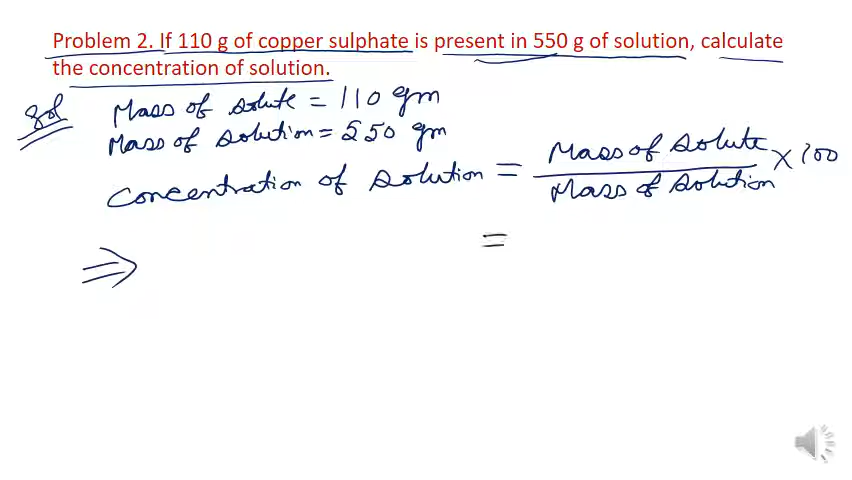 Problem 2. If 110 g of copper sulphate is present in 550 g of solution, calculate
the concentration of solution.
Sol
Mass of solute = 110 gm
Mass of solution = 550 gm
Concentration of solution = Mass of solute / Mass of solution × 100
⇒ =